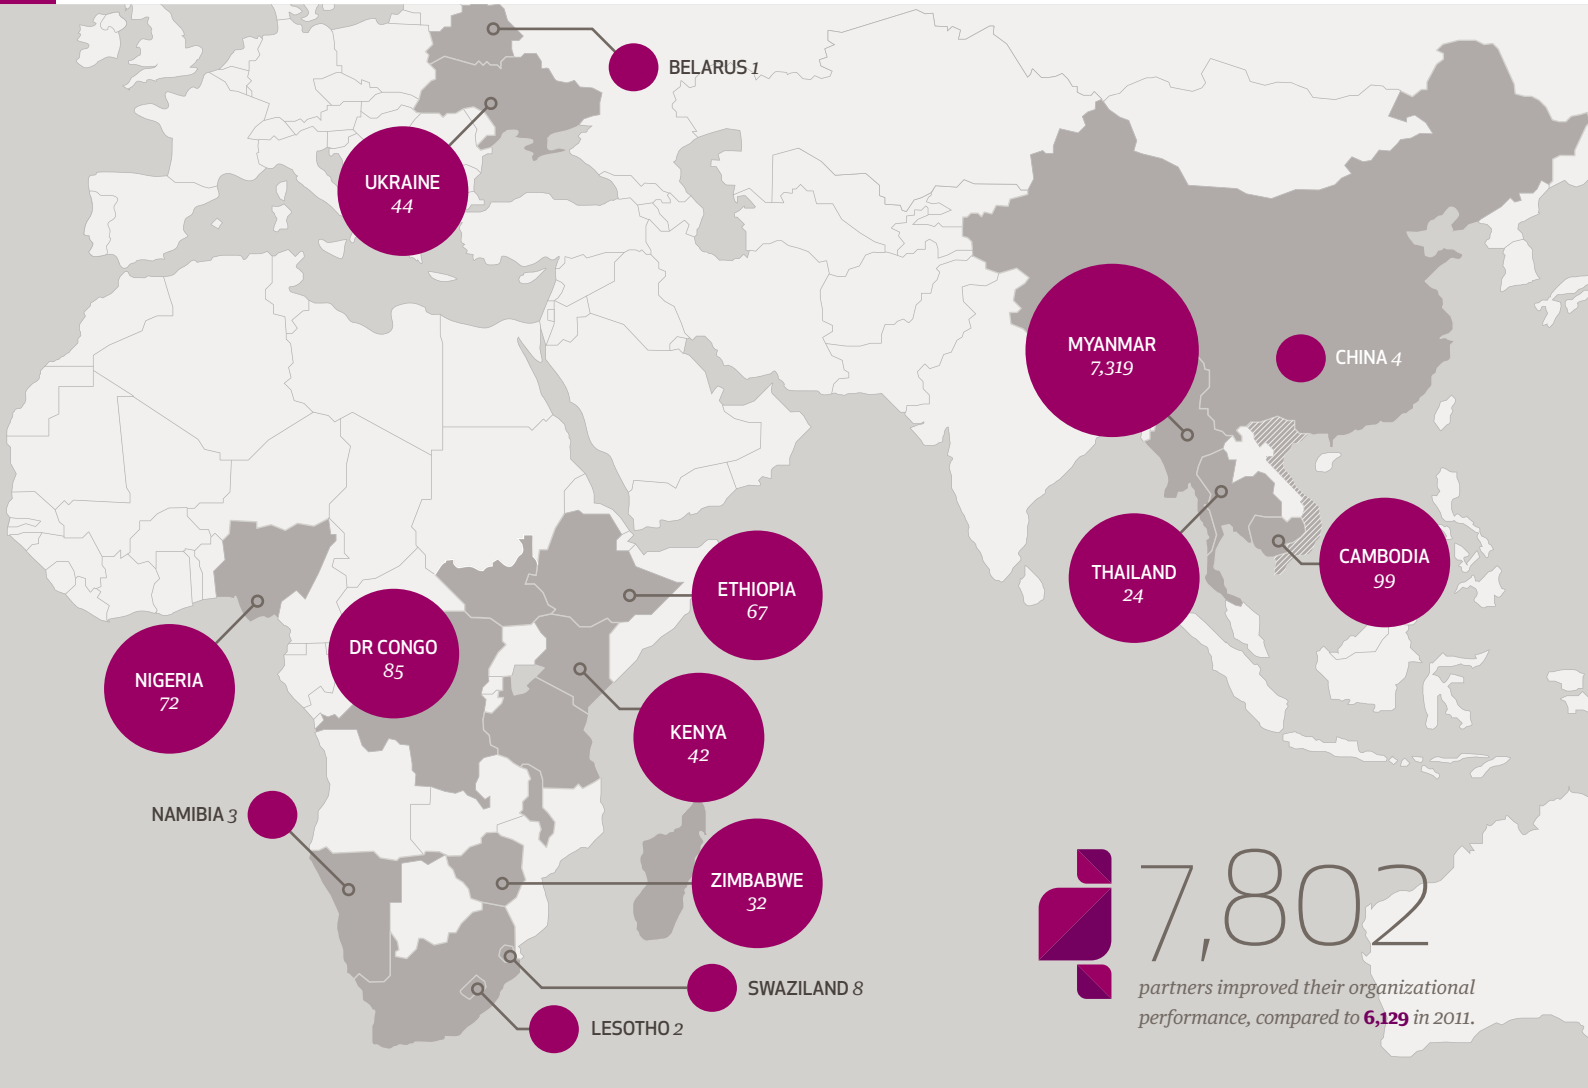 BELARUS 1
UKRAINE
44
MYANMAR
7,319
CHINA 4
THAILAND
24
CAMBODIA
99
ETHIOPIA
67
DR CONGO
85
NIGERIA
72
KENYA
42
NAMIBIA 3
ZIMBABWE
32
SWAZILAND 8
LESOTHO 2
7,802
partners improved their organizational
performance, compared to 6,129 in 2011.